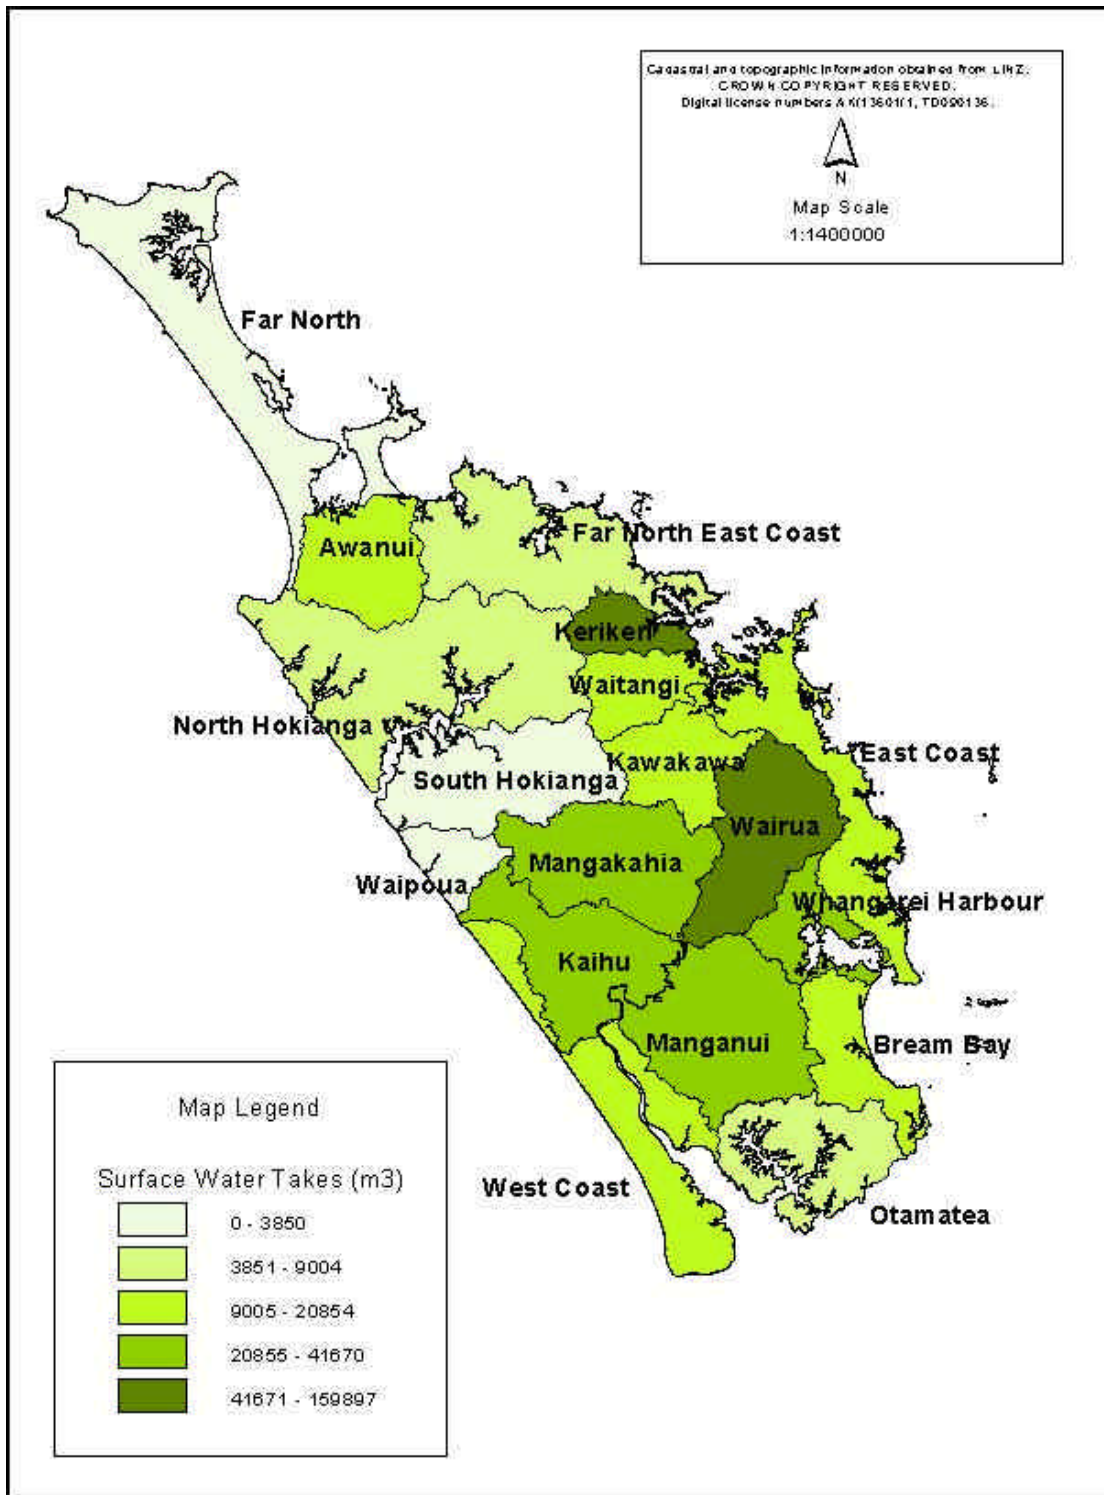 Cadastral and topographic information obtained from LINZ.
CROWN COPYRIGHT RESERVED.
Digital license numbers
N
Map Scale
1:1400000
Far North
Far North East Coast
Awanui
Kerikeri
Waitangi
North Hokianga
East Coast
Kawakawa
South Hokianga
Wairua
Mangakahia
Waipoua
Whangarei Harbour
Kaihu
Manganui
Bream Bay
West Coast
Otamatea
Map Legend
Surface Water Takes (m3)
0 - 3850
3851 - 9004
9005 - 20854
20855 - 41670
41671 - 159897